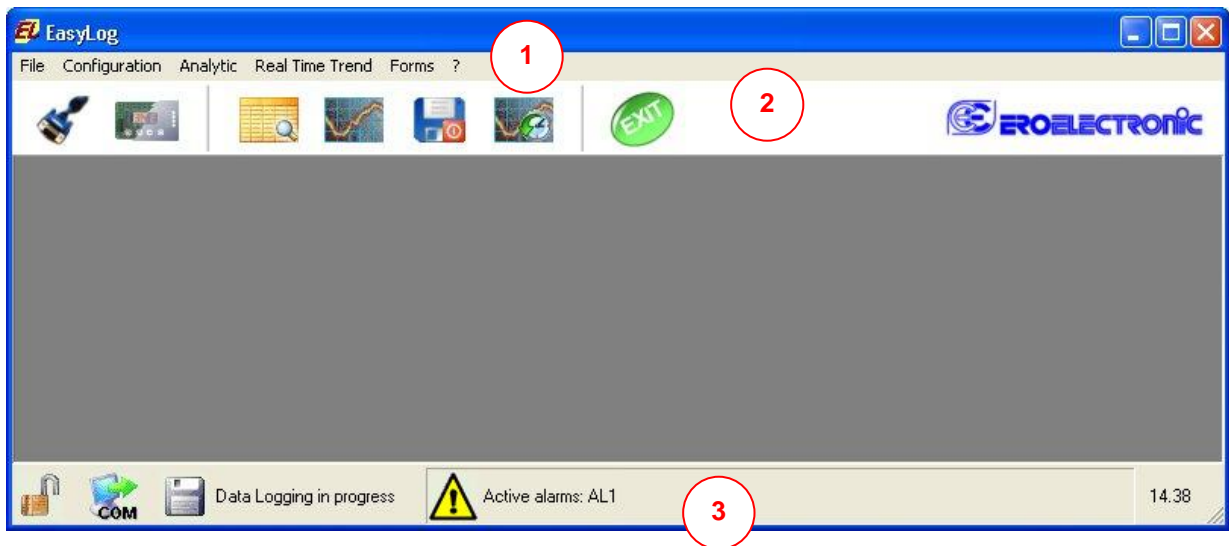 EL EasyLog
1
File Configuration Analytic Real Time Trend Forms ?
EXIT
2
EROELECTRONIC
COM
Data Logging in progress
Active alarms: AL1
3
14.38